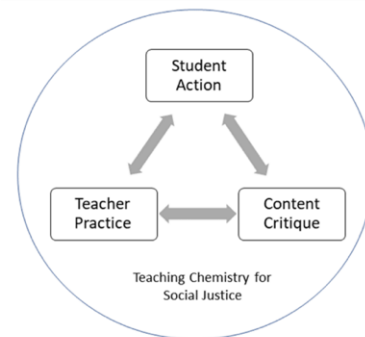 Student
Action
Teacher
Practice
Content
Critique
Teaching Chemistry for
Social Justice